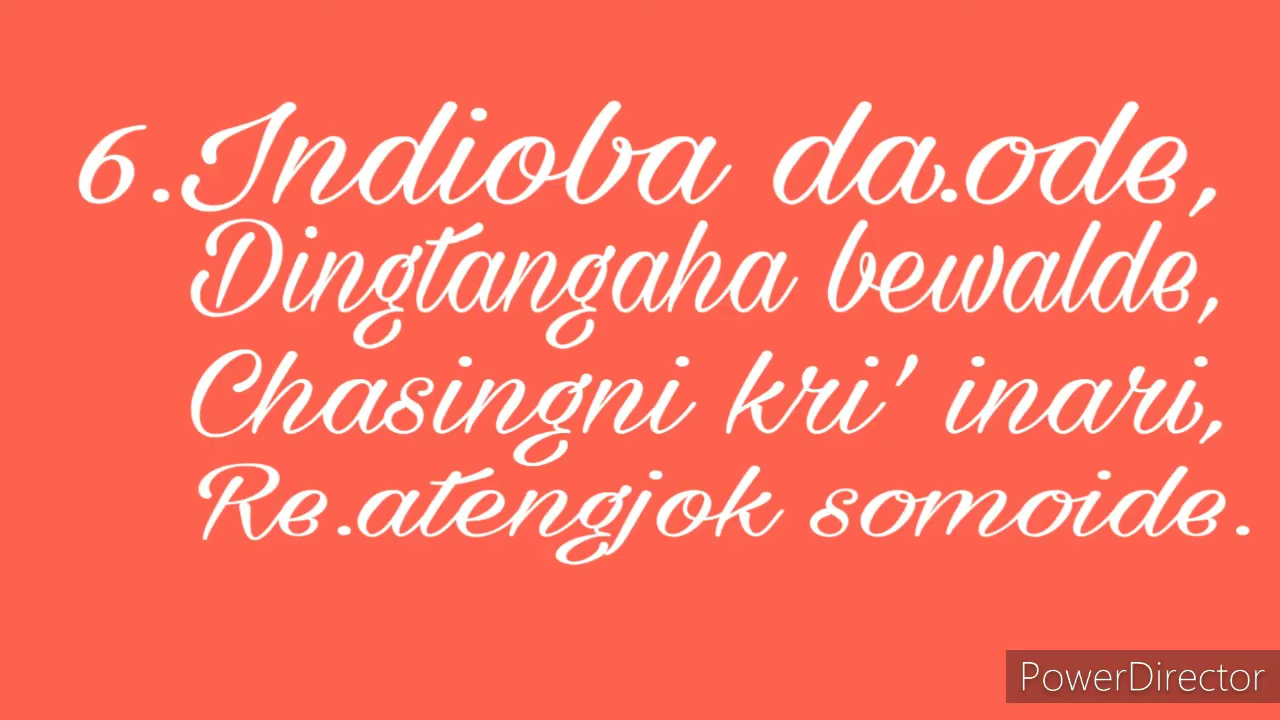 6.Indioba da.ode,
Dingtangaha bewalde,
Chasingni kri' inari,
Re.atengjok somoide.
PowerDirector